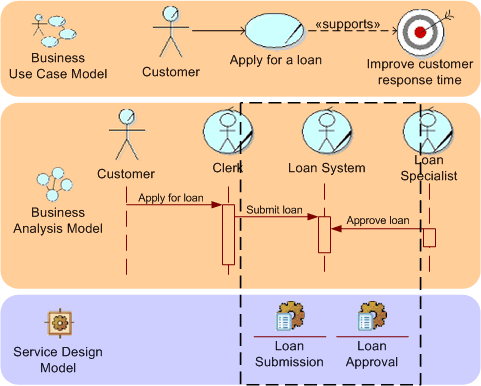 «supports»
Business
Use Case Model
Customer
Apply for a loan
Improve customer
response time
Customer
Clerk
Loan System
Loan
Specialist
Apply for loan
Submit loan
Approve loan
Business
Analysis Model
Service Design
Model
Loan
Submission
Loan
Approval